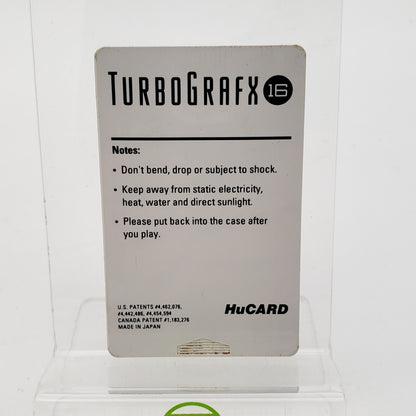 TURBOGRAFX 16
Notes:
• Don't bend, drop or subject to shock.
• Keep away from static electricity,
heat, water and direct sunlight.
• Please put back into the case after
you play.
U.S. PATENTS #4,462,076,
#4,442,486, #4,454,594
CANADA PATENT #1,183,276
MADE IN JAPAN
HuCARD